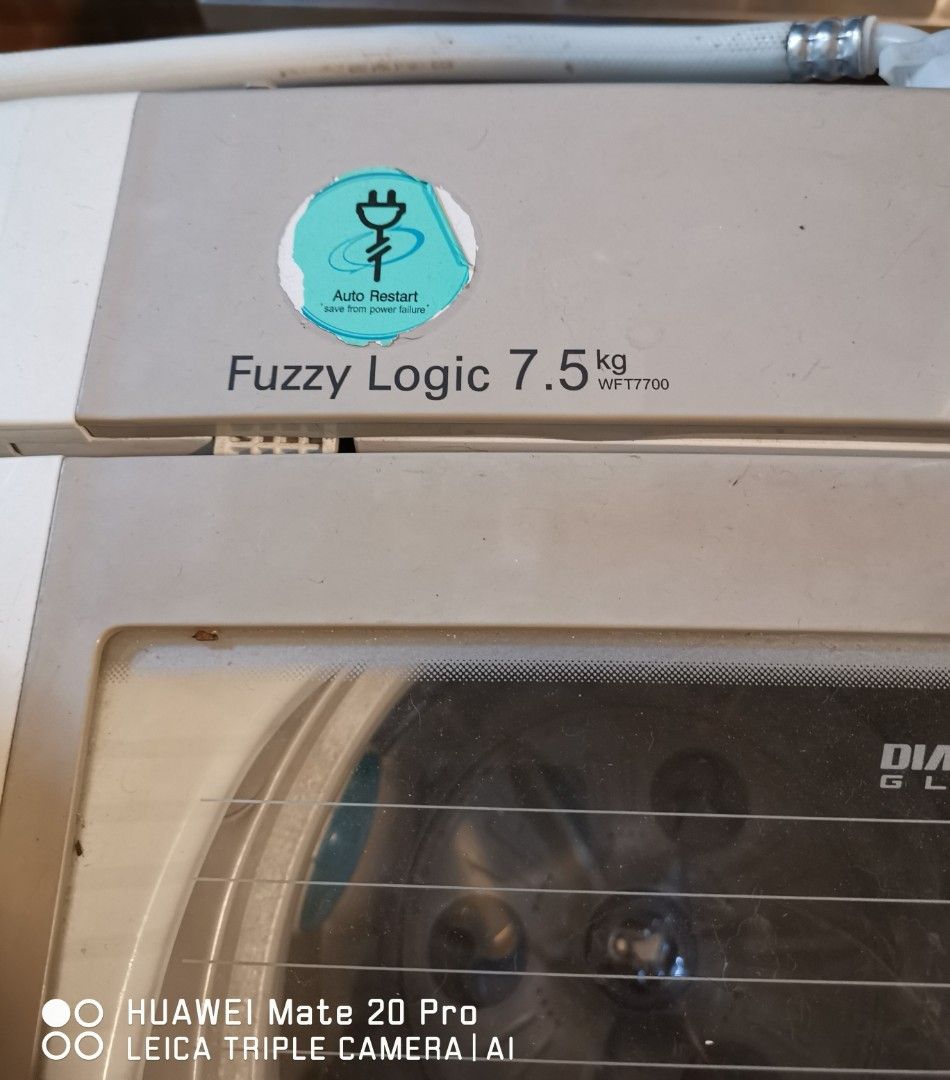 Auto Restart
"save from power failure"
Fuzzy Logic 7.5 kg
WFT7700
HUAWEI Mate 20 Pro
LEICA TRIPLE CAMERA | AI